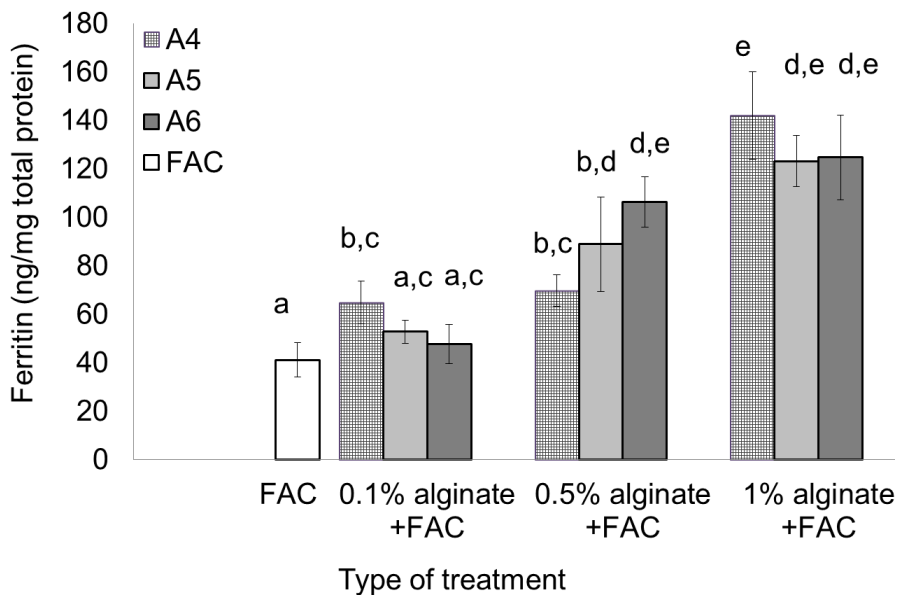 Ferritin (ng/mg total protein)
180
160
140
120
100
80
60
40
20
0
A4
A5
A6
FAC
a
b,c
a,c
a,c
b,c
b,d
d,e
e
d,e
d,e
FAC
0.1% alginate
+FAC
0.5% alginate
+FAC
1% alginate
+FAC
Type of treatment